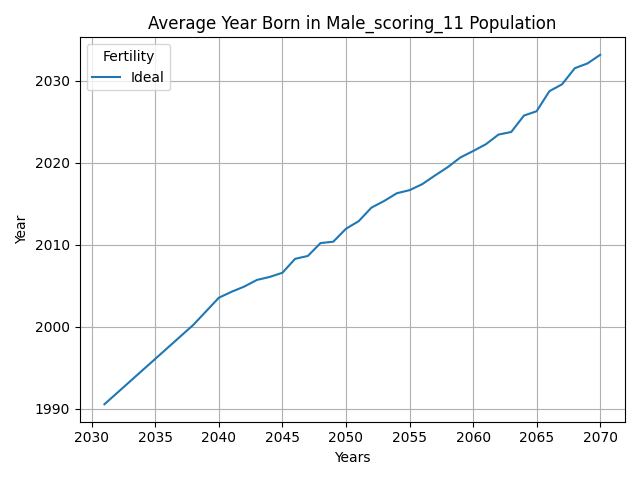 Average Year Born in Male_scoring_11 Population
Fertility
Ideal
Year
2030
2020
2010
2000
1990
2030 2035 2040 2045 2050 2055 2060 2065 2070
Years